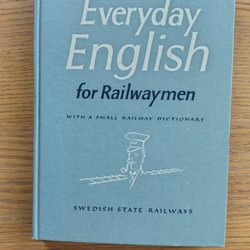 Everyday
English
for Railwaymen
WITH A SMALL RAILWAY DICTIONARY
SWEDISH STATE RAILWAYS